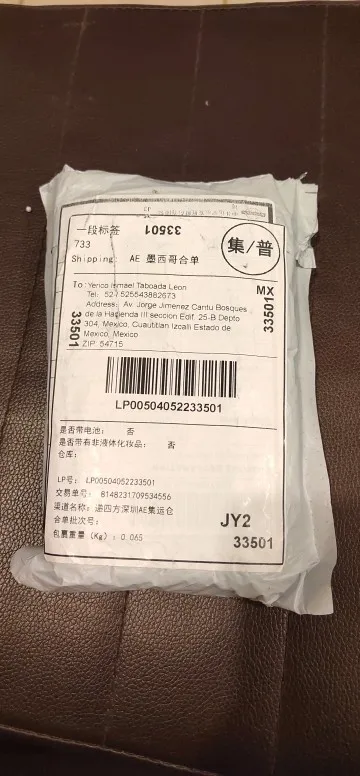 一段标签
33501
733
集/普
Shipping: AE 墨西哥合单
To: Yerico Ismael Taboada Leon
Tel: 52-/ 525543882673
Address: Av. Jorge Jimenez Cantu Bosques
de la Hacienda III seccion Edif. 25-B Depto
304, Mexico, Cuautitlan Izcalli Estado de
Mexico, Mexico
ZIP: 54715
33501
MX
33501
LP00504052233501
是否带电池: 否
是否带有非液体化妆品: 否
仓库:
LP号: LP00504052233501
交易单号: 8148231709534556
渠道名称: 递四方深圳AE集运仓
合单批次号:
JY2
包裹重量 (Kg): 0.065
33501